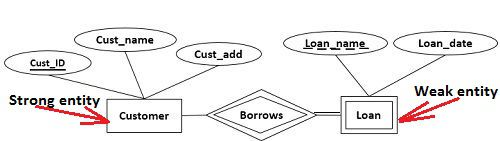 Cust_name
Loan_name
Loan_date
Cust_ID
Cust_add
Strong entity
Weak entity
Customer
Borrows
Loan